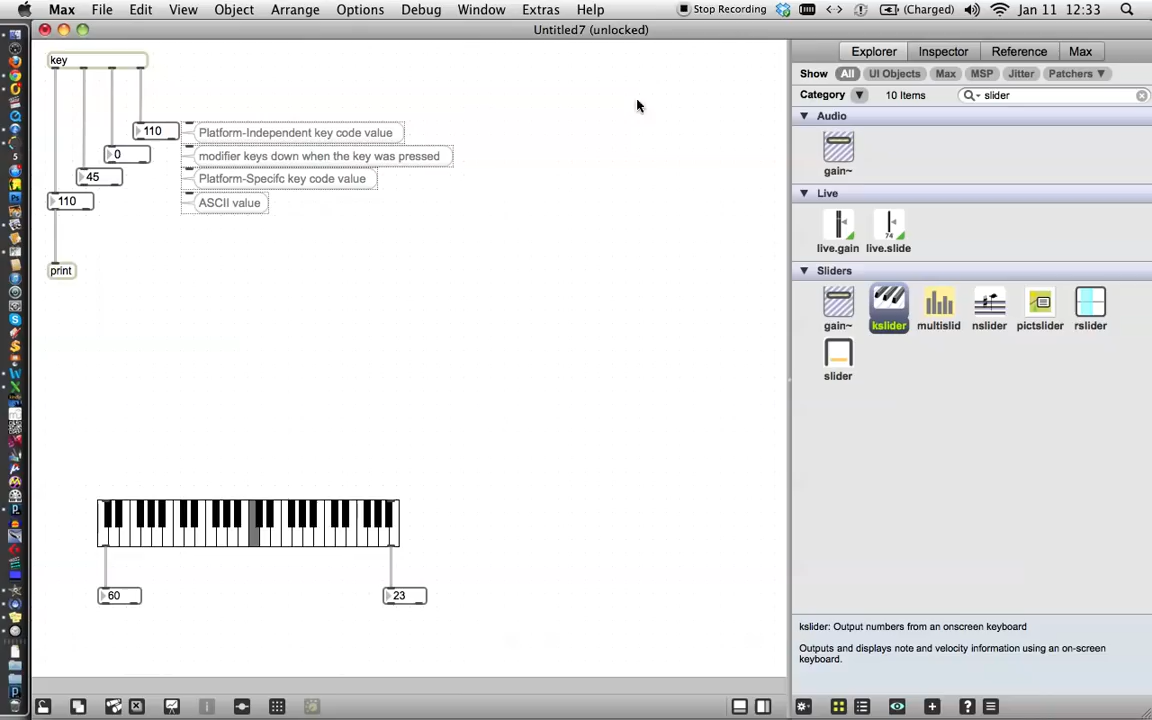 Max File Edit View Object Arrange Options Debug Window Extras Help Stop Recording (Charged) Jan 11 12:33
Untitled7 (unlocked)
key
110 Platform-Independent key code value
0 modifier keys down when the key was pressed
45 Platform-Specifc key code value
110 ASCII value
print
60 23
Explorer Inspector Reference Max
Show All UI Objects Max MSP Jitter Patchers
Category 10 Items slider
Audio
gain~
Live
74
live.gain live.slide
Sliders
gain~ kslider multislid nslider pictslider rslider
slider
kslider: Output numbers from an onscreen keyboard
Outputs and displays note and velocity information using an on-screen
keyboard.